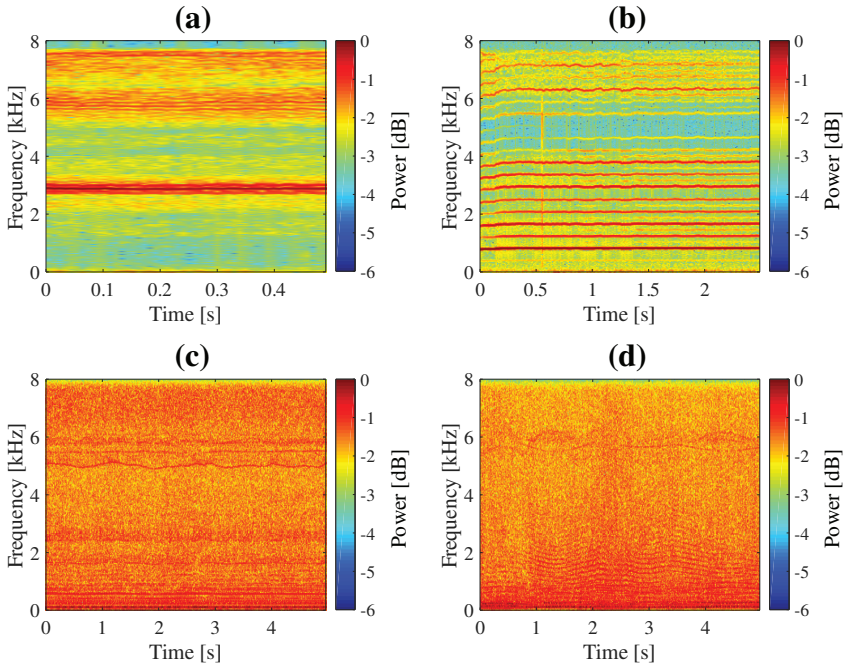 (a)
8
6
4
2
0
Frequency [kHz]
0 0.1 0.2 0.3 0.4
Time [s]
0
-1
-2
-3
-4
-5
-6
Power [dB]
(b)
8
6
4
2
0
Frequency [kHz]
0 0.5 1 1.5 2
Time [s]
0
-1
-2
-3
-4
-5
-6
Power [dB]
(c)
8
6
4
2
0
Frequency [kHz]
0 1 2 3 4
Time [s]
0
-1
-2
-3
-4
-5
-6
Power [dB]
(d)
8
6
4
2
0
Frequency [kHz]
0 1 2 3 4
Time [s]
0
-1
-2
-3
-4
-5
-6
Power [dB]